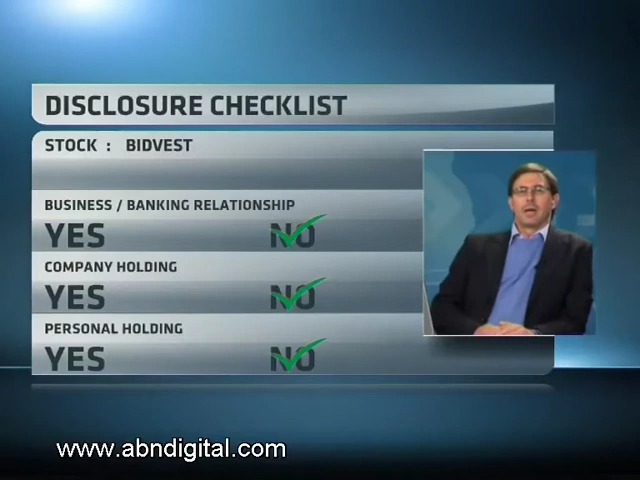 DISCLOSURE CHECKLIST
STOCK : BIDVEST
BUSINESS / BANKING RELATIONSHIP
YES NO
COMPANY HOLDING
YES NO
PERSONAL HOLDING
YES NO
www.abndigital.com